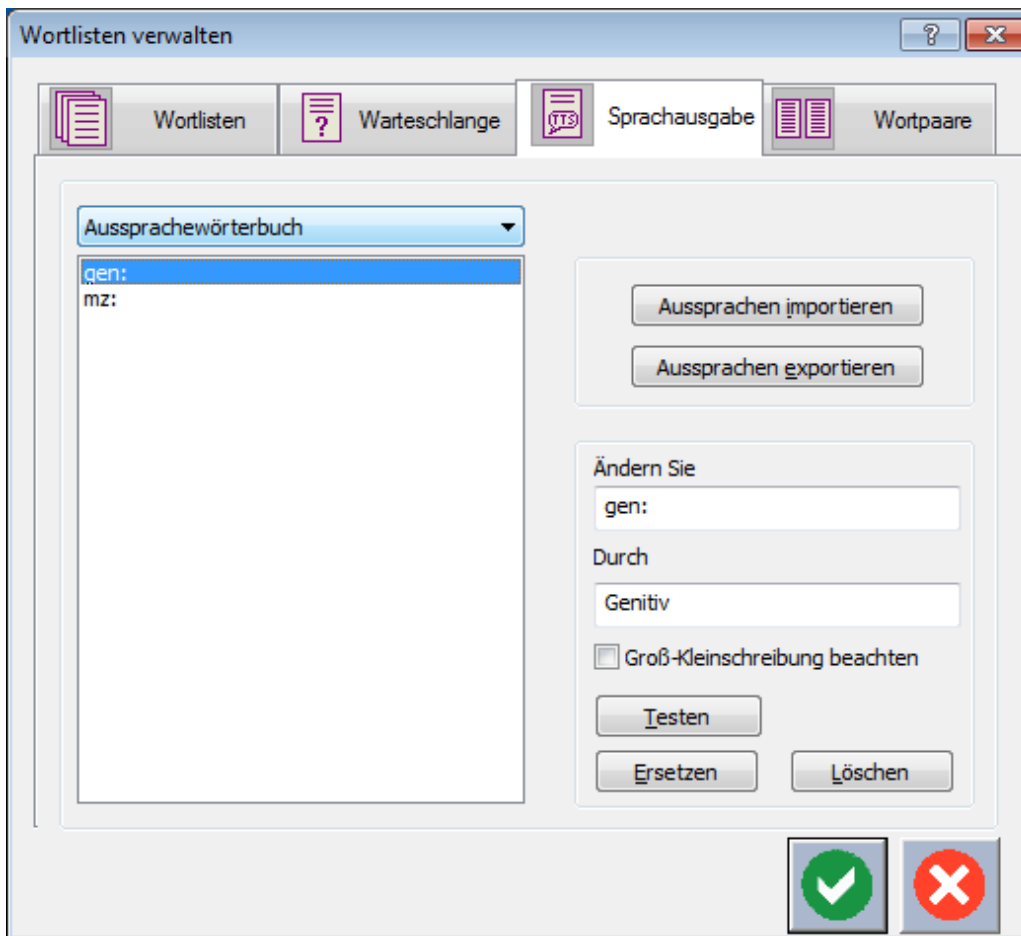 Wortlisten verwalten
?
Wortlisten
?
Warteschlange
TTS
Sprachausgabe
Wortpaare
Aussprachewörterbuch
gen:
mz:
Aussprachen importieren
Aussprachen exportieren
Ändern Sie
gen:
Durch
Genitiv
Groß-Kleinschreibung beachten
Testen
Ersetzen
Löschen